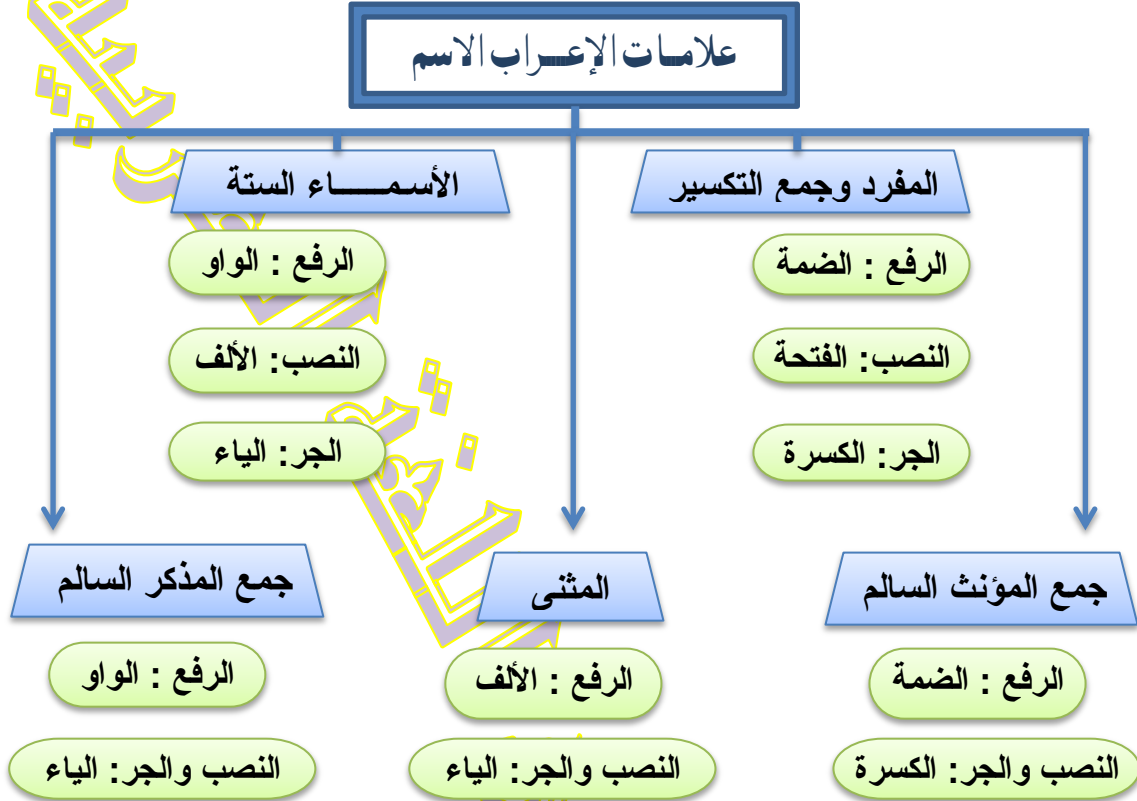 علامات الإعراب الاسم
المفرد وجمع التكسير
الرفع : الضمة
النصب: الفتحة
الجر: الكسرة
الأسماء الستة
الرفع : الواو
النصب: الألف
الجر: الياء
جمع المؤنث السالم
الرفع : الضمة
النصب والجر: الكسرة
المثنى
الرفع : الألف
النصب والجر: الياء
جمع المذكر السالم
الرفع : الواو
النصب والجر: الياء